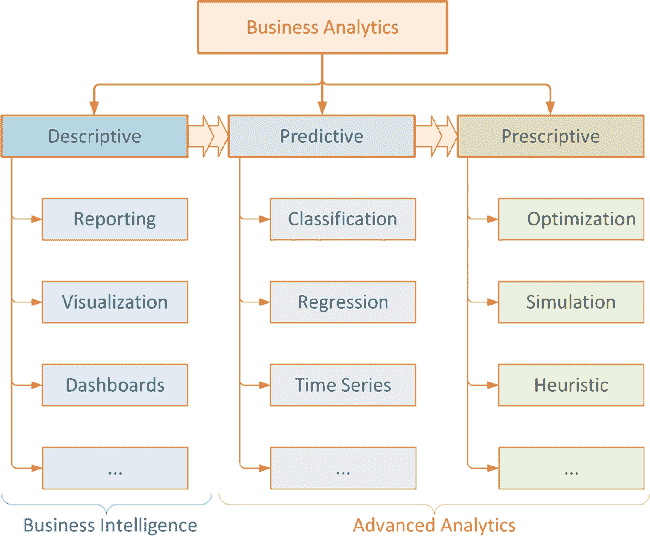 Business Analytics
Descriptive
Predictive
Prescriptive
Reporting
Classification
Optimization
Visualization
Regression
Simulation
Dashboards
Time Series
Heuristic
...
...
...
Business Intelligence
Advanced Analytics